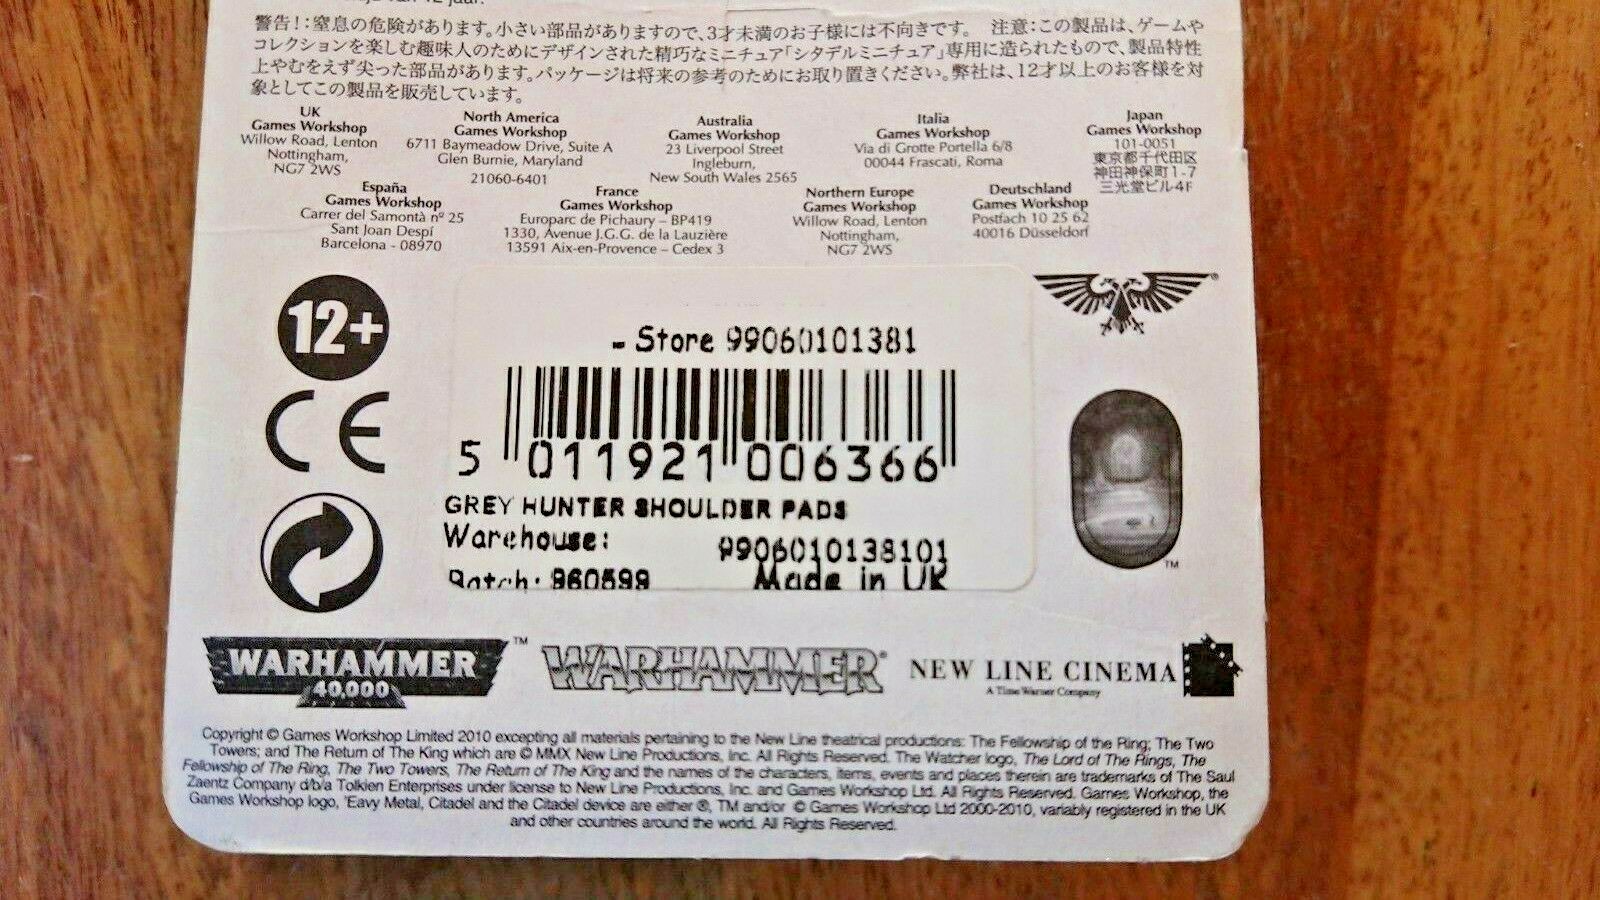 警告!:窒息の危険があります。小さい部品がありますので、3才未満のお子様には不向きです。 注意:この製品は、ゲームや
コレクションを楽しむ趣味人のためにデザインされた精巧なミニチュア「シタデルミニチュア」専用に造られたもので、製品特性
上やむをえず尖った部品があります。パッケージは将来の参考のためにお取り置きください。弊社は、12才以上のお客様を対
象としてこの製品を販売しています。
UK
Games Workshop
Willow Road, Lenton
Nottingham,
NG7 2WS
North America
Games Workshop
6711 Baymeadow Drive, Suite A
Glen Burnie, Maryland
21060-6401
Australia
Games Workshop
23 Liverpool Street
Ingleburn,
New South Wales 2565
Italia
Games Workshop
Via di Grotte Portella 6/8
00044 Frascati, Roma
Japan
Games Workshop
101-0051
東京都千代田区
神田神保町1-7
三光堂ビル4F
España
Games Workshop
Carrer del Samontà nº 25
Sant Joan Despí
Barcelona - 08970
France
Games Workshop
Europarc de Pichaury – BP419
1330, Avenue J.G.G. de la Lauzière
13591 Aix-en-Provence – Cedex 3
Northern Europe
Games Workshop
Willow Road, Lenton
Nottingham,
NG7 2WS
Deutschland
Games Workshop
Postfach 10 25 62
40016 Düsseldorf
12+
CE
®
- Store 99060101381
5 011921 006366
GREY HUNTER SHOULDER PADS
Warehouse: 9906010138101
Batch: 960599 Made in UK
TM
WARHAMMER™
40,000
WARHAMMER®
NEW LINE CINEMA
A Time Warner Company
Copyright © Games Workshop Limited 2010 excepting all materials pertaining to the New Line theatrical productions: The Fellowship of the Ring; The Two
Towers; and The Return of The King which are © MMX New Line Productions, Inc. All Rights Reserved. The Watcher logo, The Lord of The Rings, The
Fellowship of The Ring, The Two Towers, The Return of The King and the names of the characters, items, events and places therein are trademarks of The Saul
Zaentz Company d/b/a Tolkien Enterprises under license to New Line Productions, Inc. and Games Workshop Ltd. All Rights Reserved. Games Workshop, the
Games Workshop logo, 'Eavy Metal, Citadel and the Citadel device are either ®, TM and/or © Games Workshop Ltd 2000-2010, variably registered in the UK
and other countries around the world. All Rights Reserved.